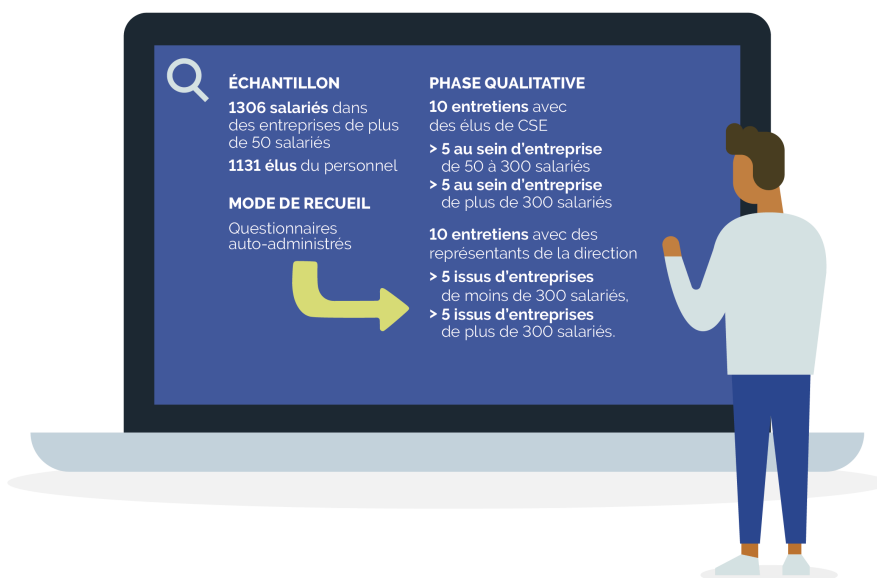 ÉCHANTILLON
1306 salariés dans
des entreprises de plus
de 50 salariés
1131 élus du personnel
MODE DE RECUEIL
Questionnaires
auto-administrés
PHASE QUALITATIVE
10 entretiens avec
des élus de CSE
> 5 au sein d'entreprise
de 50 à 300 salariés
> 5 au sein d'entreprise
de plus de 300 salariés
10 entretiens avec des
représentants de la direction
> 5 issus d'entreprises
de moins de 300 salariés,
> 5 issus d'entreprises
de plus de 300 salariés.